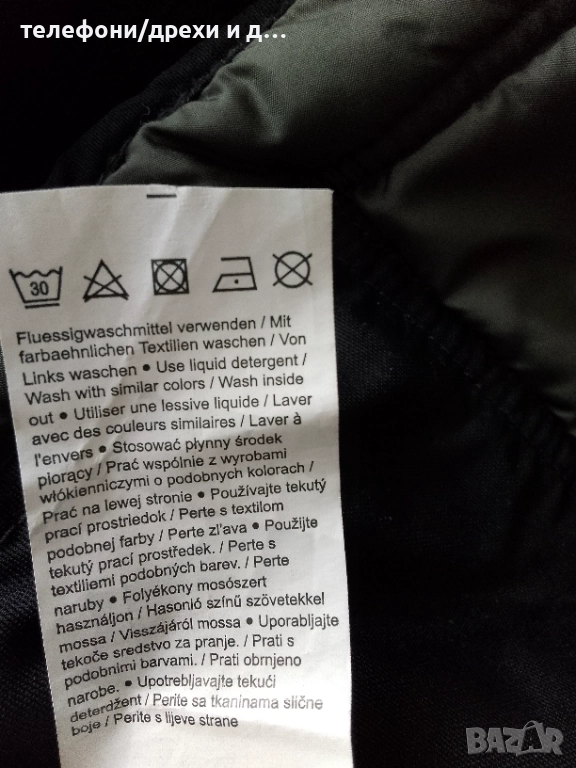 телефони/дрехи и д…
30
Fluessigwaschmittel verwenden / Mit
farbaehnlichen Textilien waschen / Von
Links waschen • Use liquid detergent /
Wash with similar colors / Wash inside
out • Utiliser une lessive liquide / Laver
avec des couleurs similaires / Laver à
l'envers • Stosować płynny środek
piorący / Prać wspólnie z wyrobami
włókienniczymi o podobnych kolorach /
Prać na lewej stronie • Používajte tekutý
prací prostriedok / Perte s textilom
podobnej farby / Perte zľava • Použijte
tekutý prací prostředek. / Perte s
textiliemi podobných barev. / Perte
naruby • Folyékony mosószert
használjon / Hasonló színű szövetekkel
mossa / Visszájáról mossa • Uporabljajte
tekoče sredstvo za pranje. / Prati s
podobnimi barvami. / Prati obrnjeno
narobe. • Upotrebljavajte tekući
deterdžent / Perite sa tkaninama slične
boje / Perite s lijeve strane
BAZAR